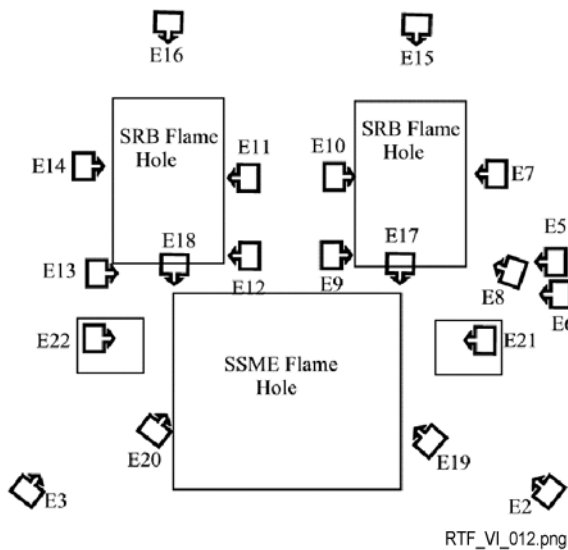 E16
E15
SRB Flame
Hole
SRB Flame
Hole
E14
E11
E10
E7
E18
E17
E5
E13
E12
E9
E8
E6
E22
E21
SSME Flame
Hole
E20
E19
E3
E2
RTF_VI_012.png